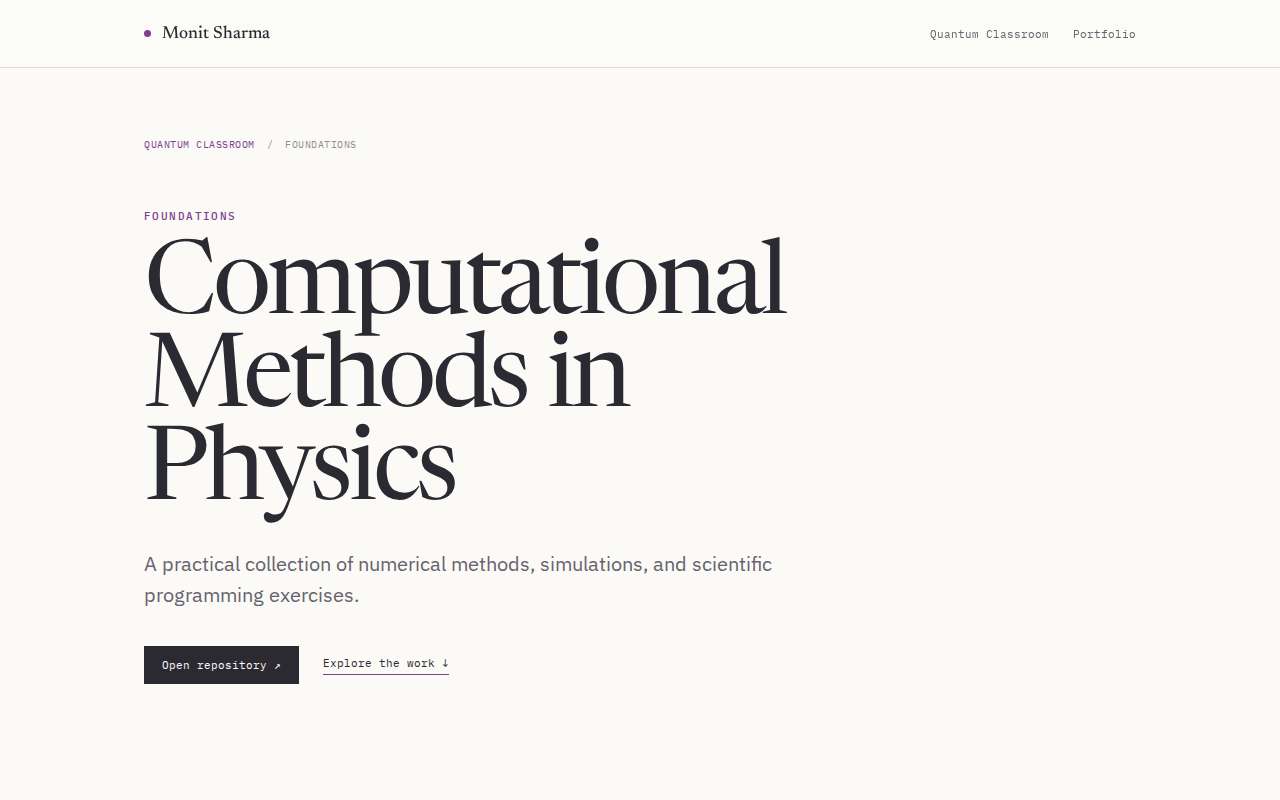 Monit Sharma
Quantum Classroom Portfolio
QUANTUM CLASSROOM / FOUNDATIONS
FOUNDATIONS
Computational
Methods in
Physics
A practical collection of numerical methods, simulations, and scientific
programming exercises.
Open repository ↗ Explore the work ↓